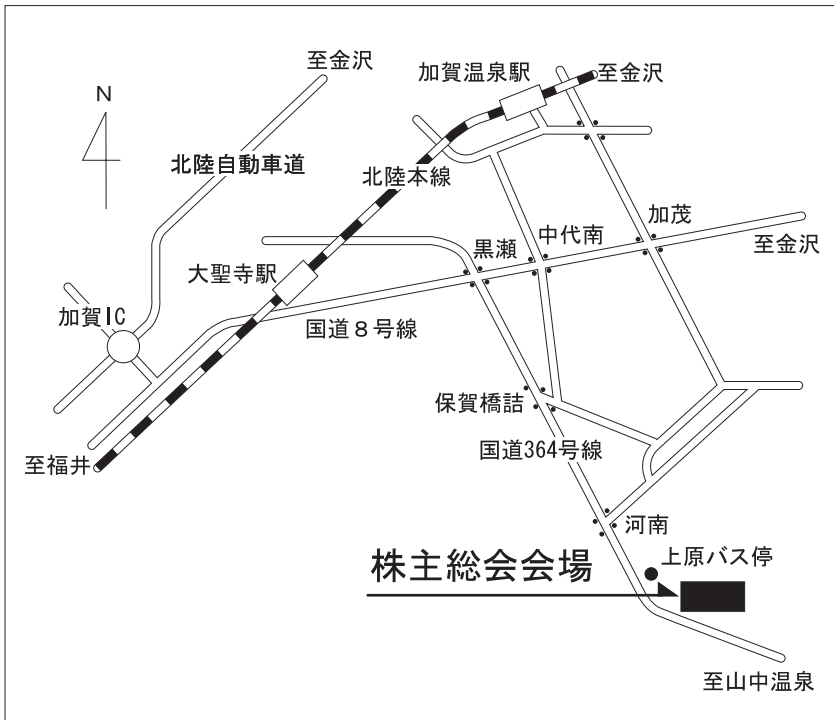 至金沢
加賀温泉駅
至金沢
N
北陸自動車道
北陸本線
加茂
中代南
至金沢
黒瀬
大聖寺駅
加賀IC
国道8号線
保賀橋詰
国道364号線
至福井
河南
上原バス停
株主総会会場
至山中温泉